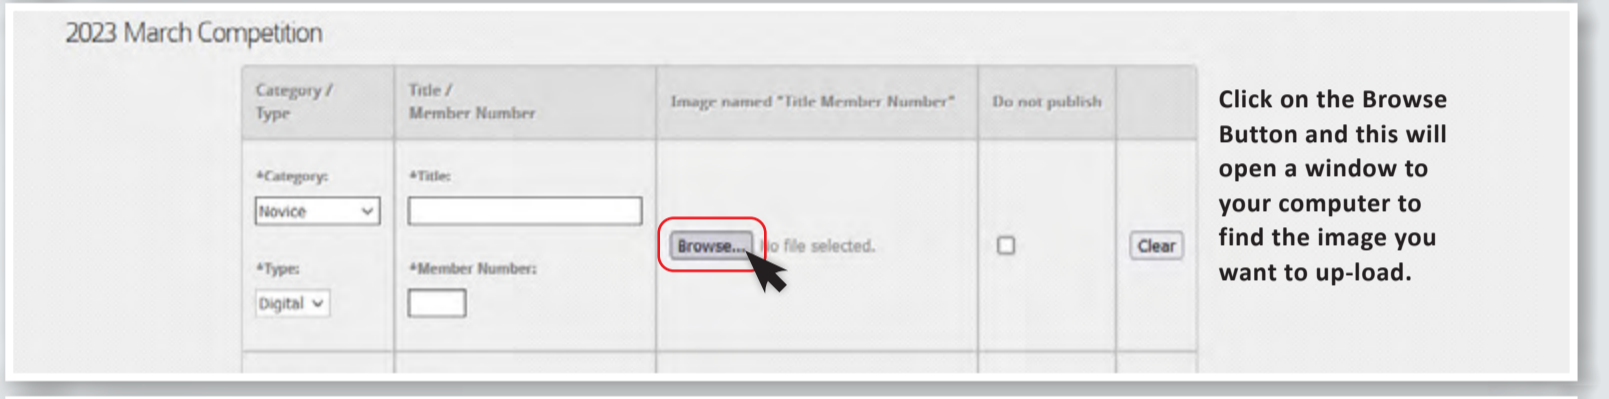 2023 March Competition
Category /
Type
Title /
Member Number
Image named "Title Member Number"
Do not publish
*Category:
Novice
*Type:
Digital
*Title:
*Member Number:
Browse... No file selected.
Clear
Click on the Browse
Button and this will
open a window to
your computer to
find the image you
want to up-load.